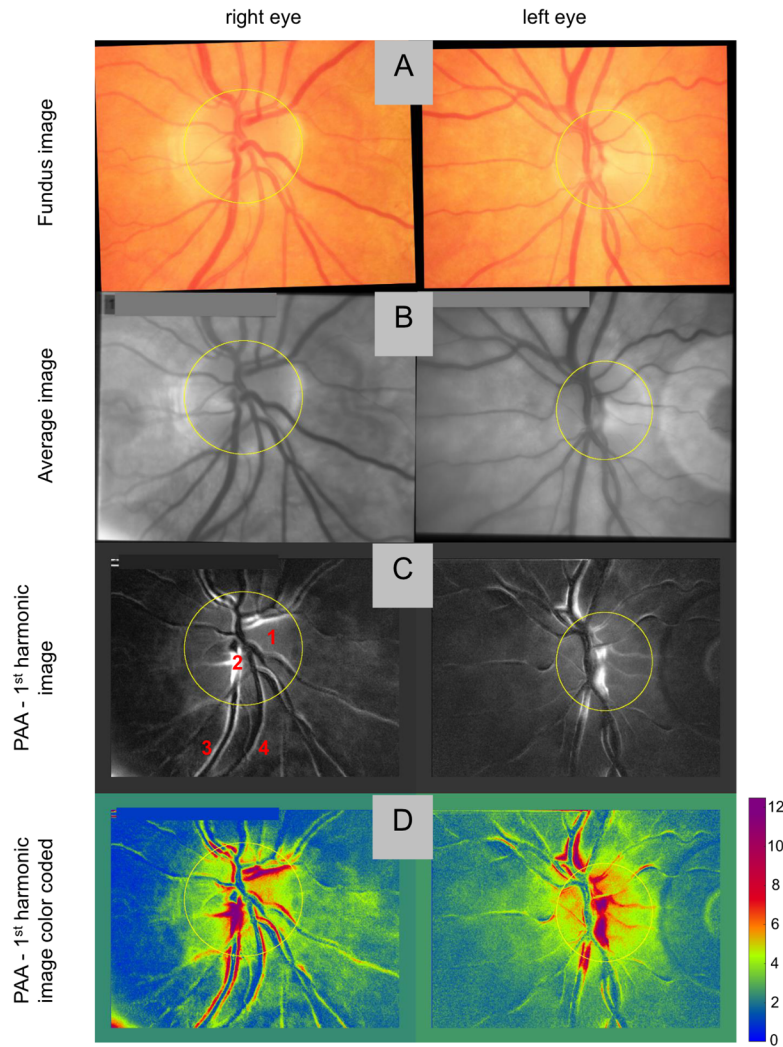 right eye
left eye
A
Fundus image
B
Average image
C
PAA - 1st harmonic
image
1
2
3
4
D
PAA - 1st harmonic
image color coded
12
10
8
6
4
2
0